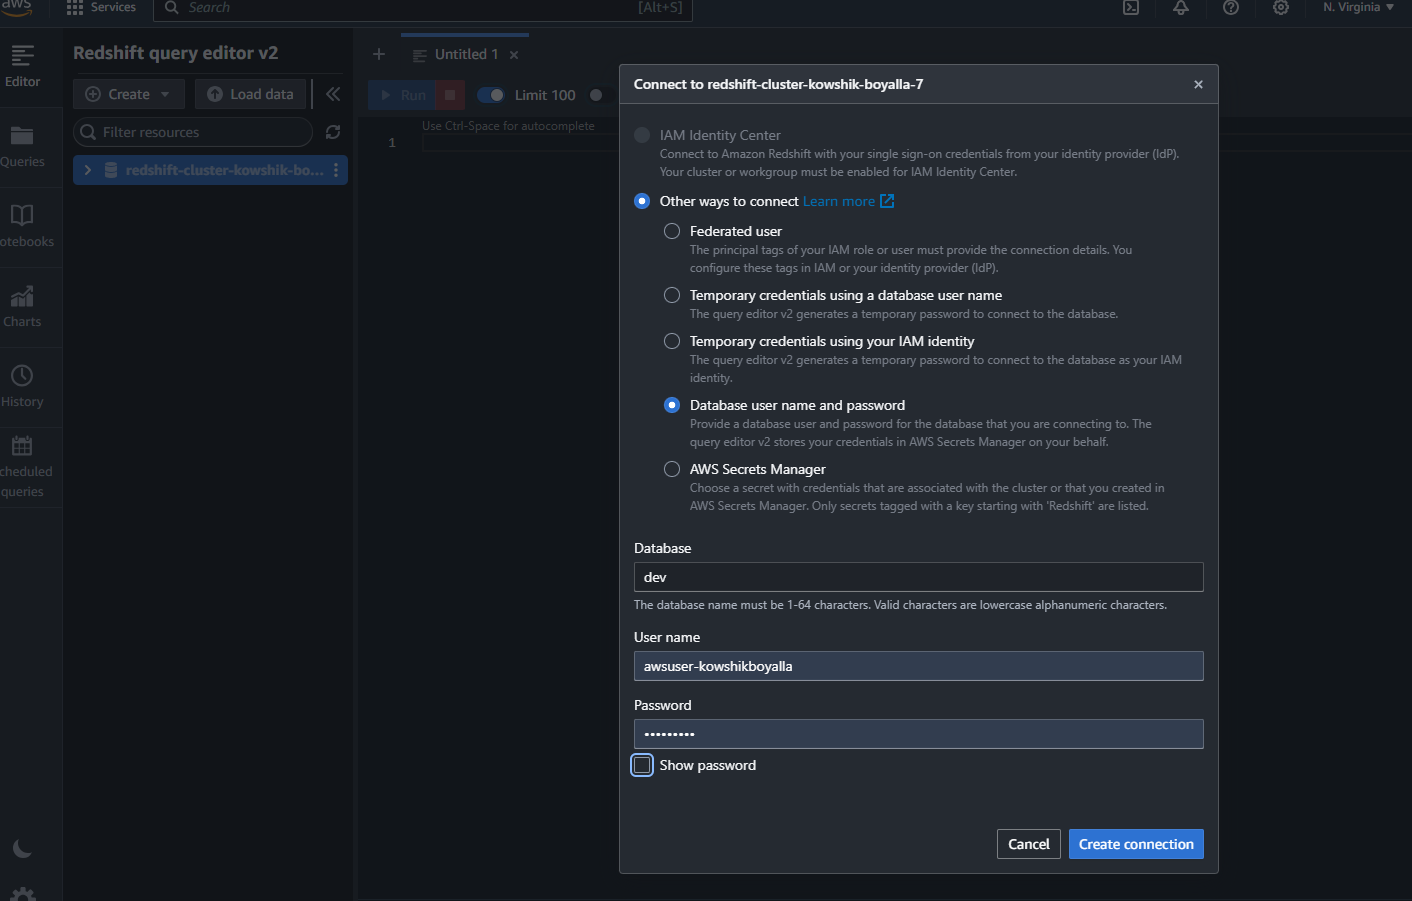 aws
Services
Search
[Alt+S]
N. Virginia
Editor
Queries
otebooks
Charts
History
cheduled
queries
Redshift query editor v2
Create
Load data
Filter resources
redshift-cluster-kowshik-bo...
Untitled 1
Run
Limit 100
Use Ctrl-Space for autocomplete
1
Connect to redshift-cluster-kowshik-boyalla-7
IAM Identity Center
Connect to Amazon Redshift with your single sign-on credentials from your identity provider (IdP).
Your cluster or workgroup must be enabled for IAM Identity Center.
Other ways to connect Learn more
Federated user
The principal tags of your IAM role or user must provide the connection details. You
configure these tags in IAM or your identity provider (IdP).
Temporary credentials using a database user name
The query editor v2 generates a temporary password to connect to the database.
Temporary credentials using your IAM identity
The query editor v2 generates a temporary password to connect to the database as your IAM
identity.
Database user name and password
Provide a database user and password for the database that you are connecting to. The
query editor v2 stores your credentials in AWS Secrets Manager on your behalf.
AWS Secrets Manager
Choose a secret with credentials that are associated with the cluster or that you created in
AWS Secrets Manager. Only secrets tagged with a key starting with 'Redshift' are listed.
Database
dev
The database name must be 1-64 characters. Valid characters are lowercase alphanumeric characters.
User name
awsuser-kowshikboyalla
Password
•••••••••
Show password
Cancel
Create connection